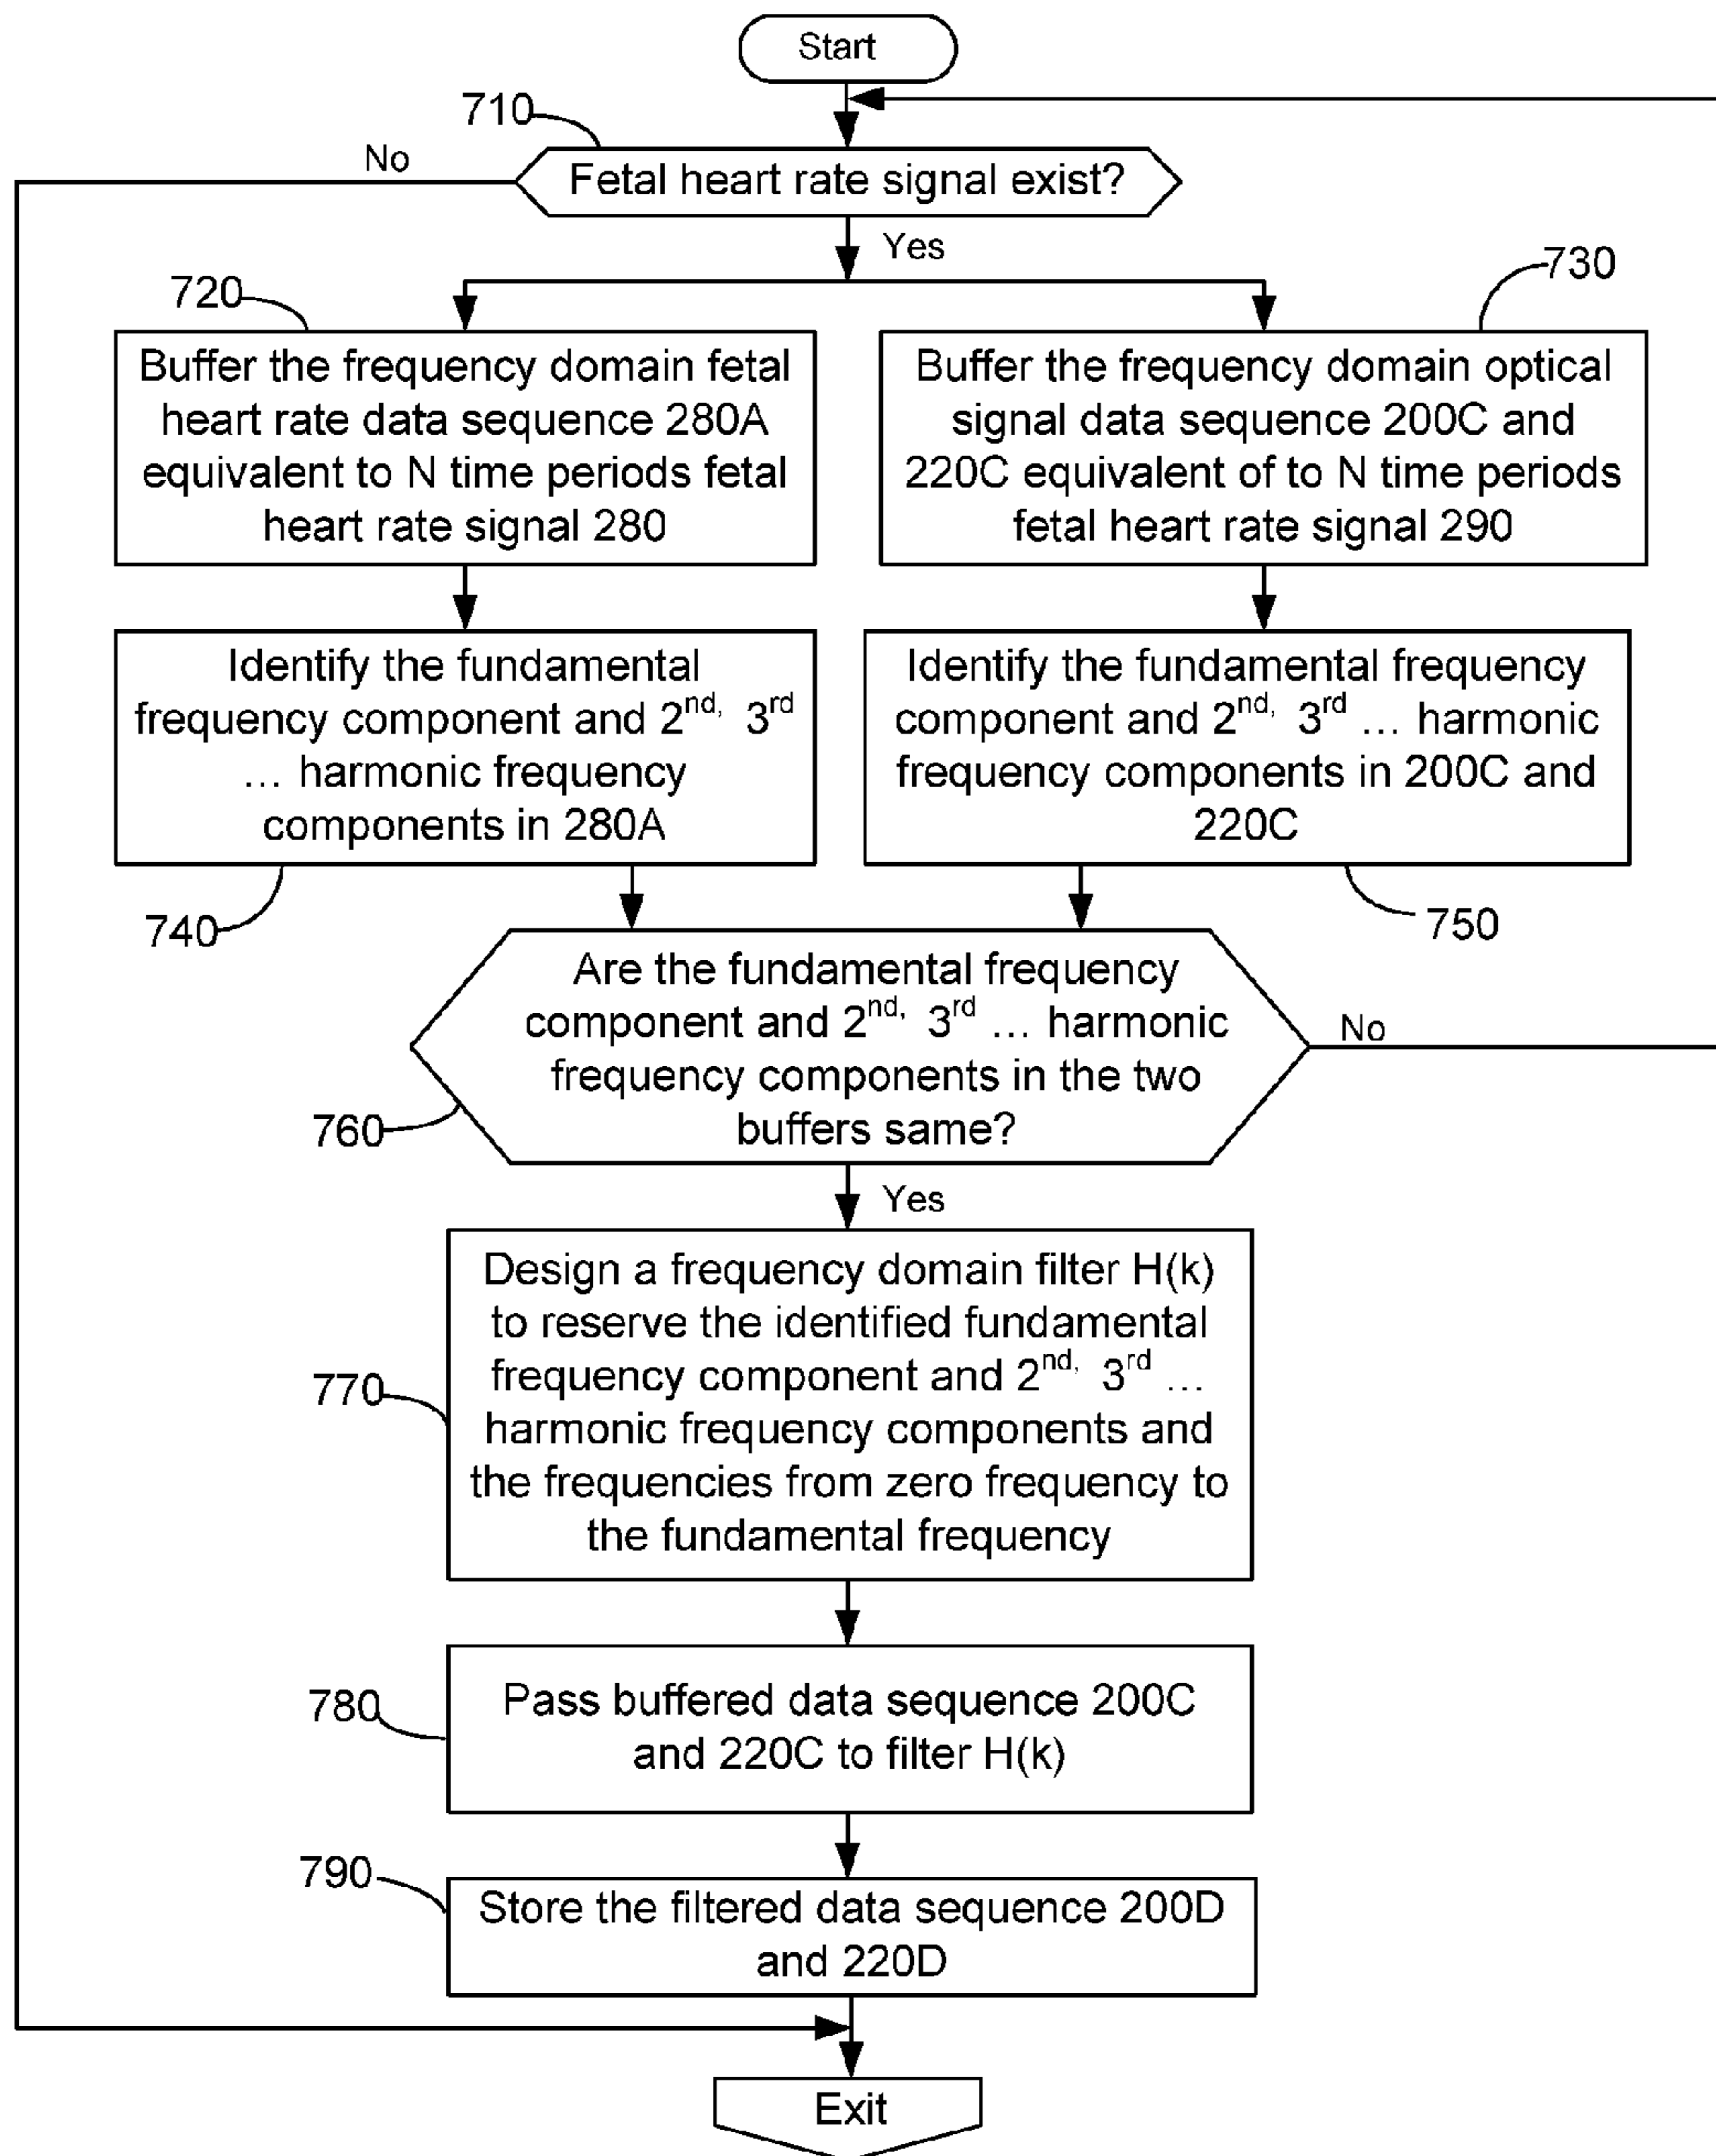 Start
710
No
Fetal heart rate signal exist?
Yes
720
730
Buffer the frequency domain fetal
heart rate data sequence 280A
equivalent to N time periods fetal
heart rate signal 280
Buffer the frequency domain optical
signal data sequence 200C and
220C equivalent of to N time periods
fetal heart rate signal 290
Identify the fundamental
frequency component and 2nd, 3rd
... harmonic frequency
components in 280A
Identify the fundamental frequency
component and 2nd, 3rd ... harmonic
frequency components in 200C and
220C
740
750
Are the fundamental frequency
component and 2nd, 3rd ... harmonic
frequency components in the two
buffers same?
No
760
Yes
Design a frequency domain filter H(k)
to reserve the identified fundamental
frequency component and 2nd, 3rd ...
harmonic frequency components and
the frequencies from zero frequency to
the fundamental frequency
770
780
Pass buffered data sequence 200C
and 220C to filter H(k)
790
Store the filtered data sequence 200D
and 220D
Exit